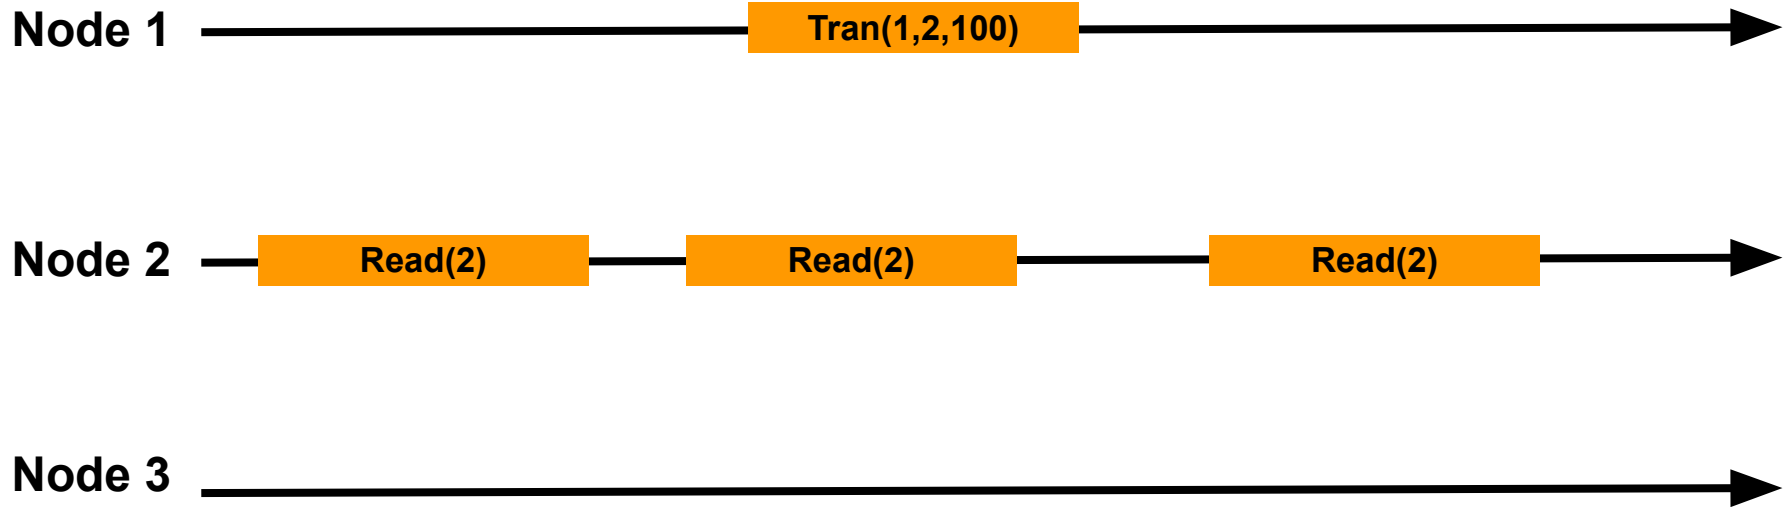 Node 1
Tran(1,2,100)
Node 2
Read(2)
Read(2)
Read(2)
Node 3